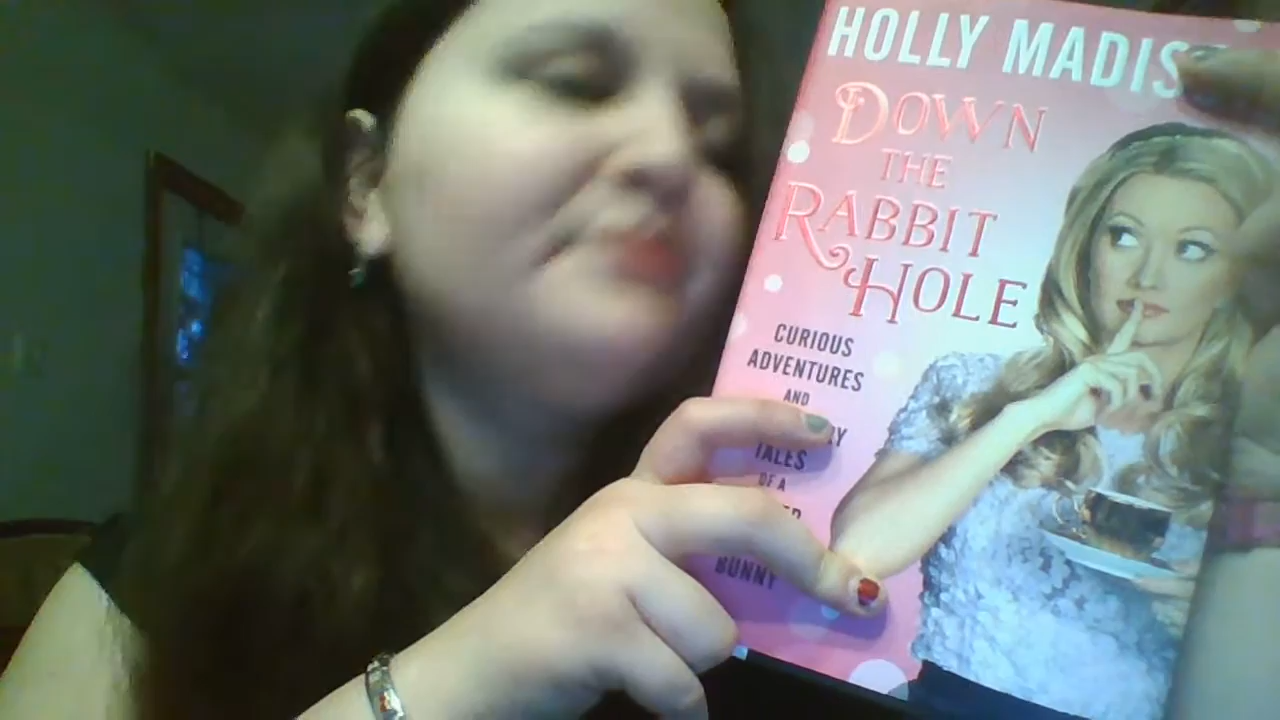 HOLLY MADIS
DOWN
THE
RABBIT
HOLE
CURIOUS
ADVENTURES
AND
TALES
OF A
BUNNY